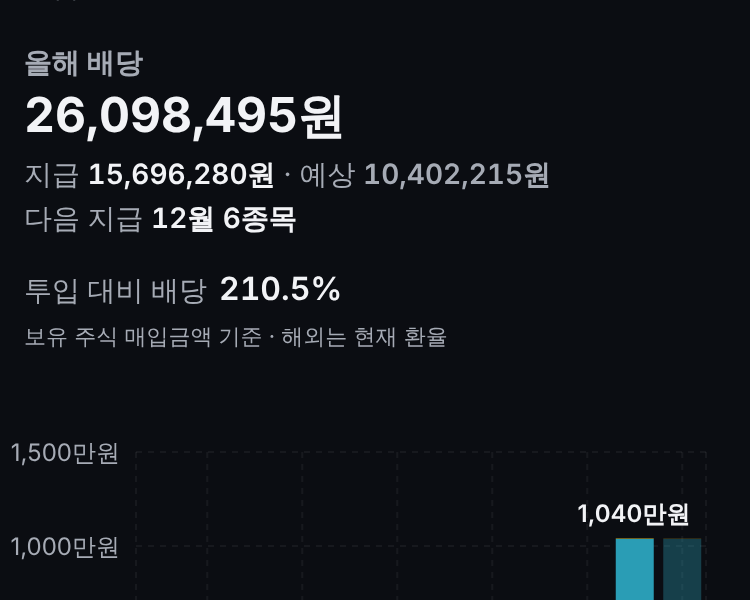 올해 배당
26,098,495원
지급 15,696,280원 · 예상 10,402,215원
다음 지급 12월 6종목
투입 대비 배당 210.5%
보유 주식 매입금액 기준 · 해외는 현재 환율
1,500만원
1,040만원
1,000만원